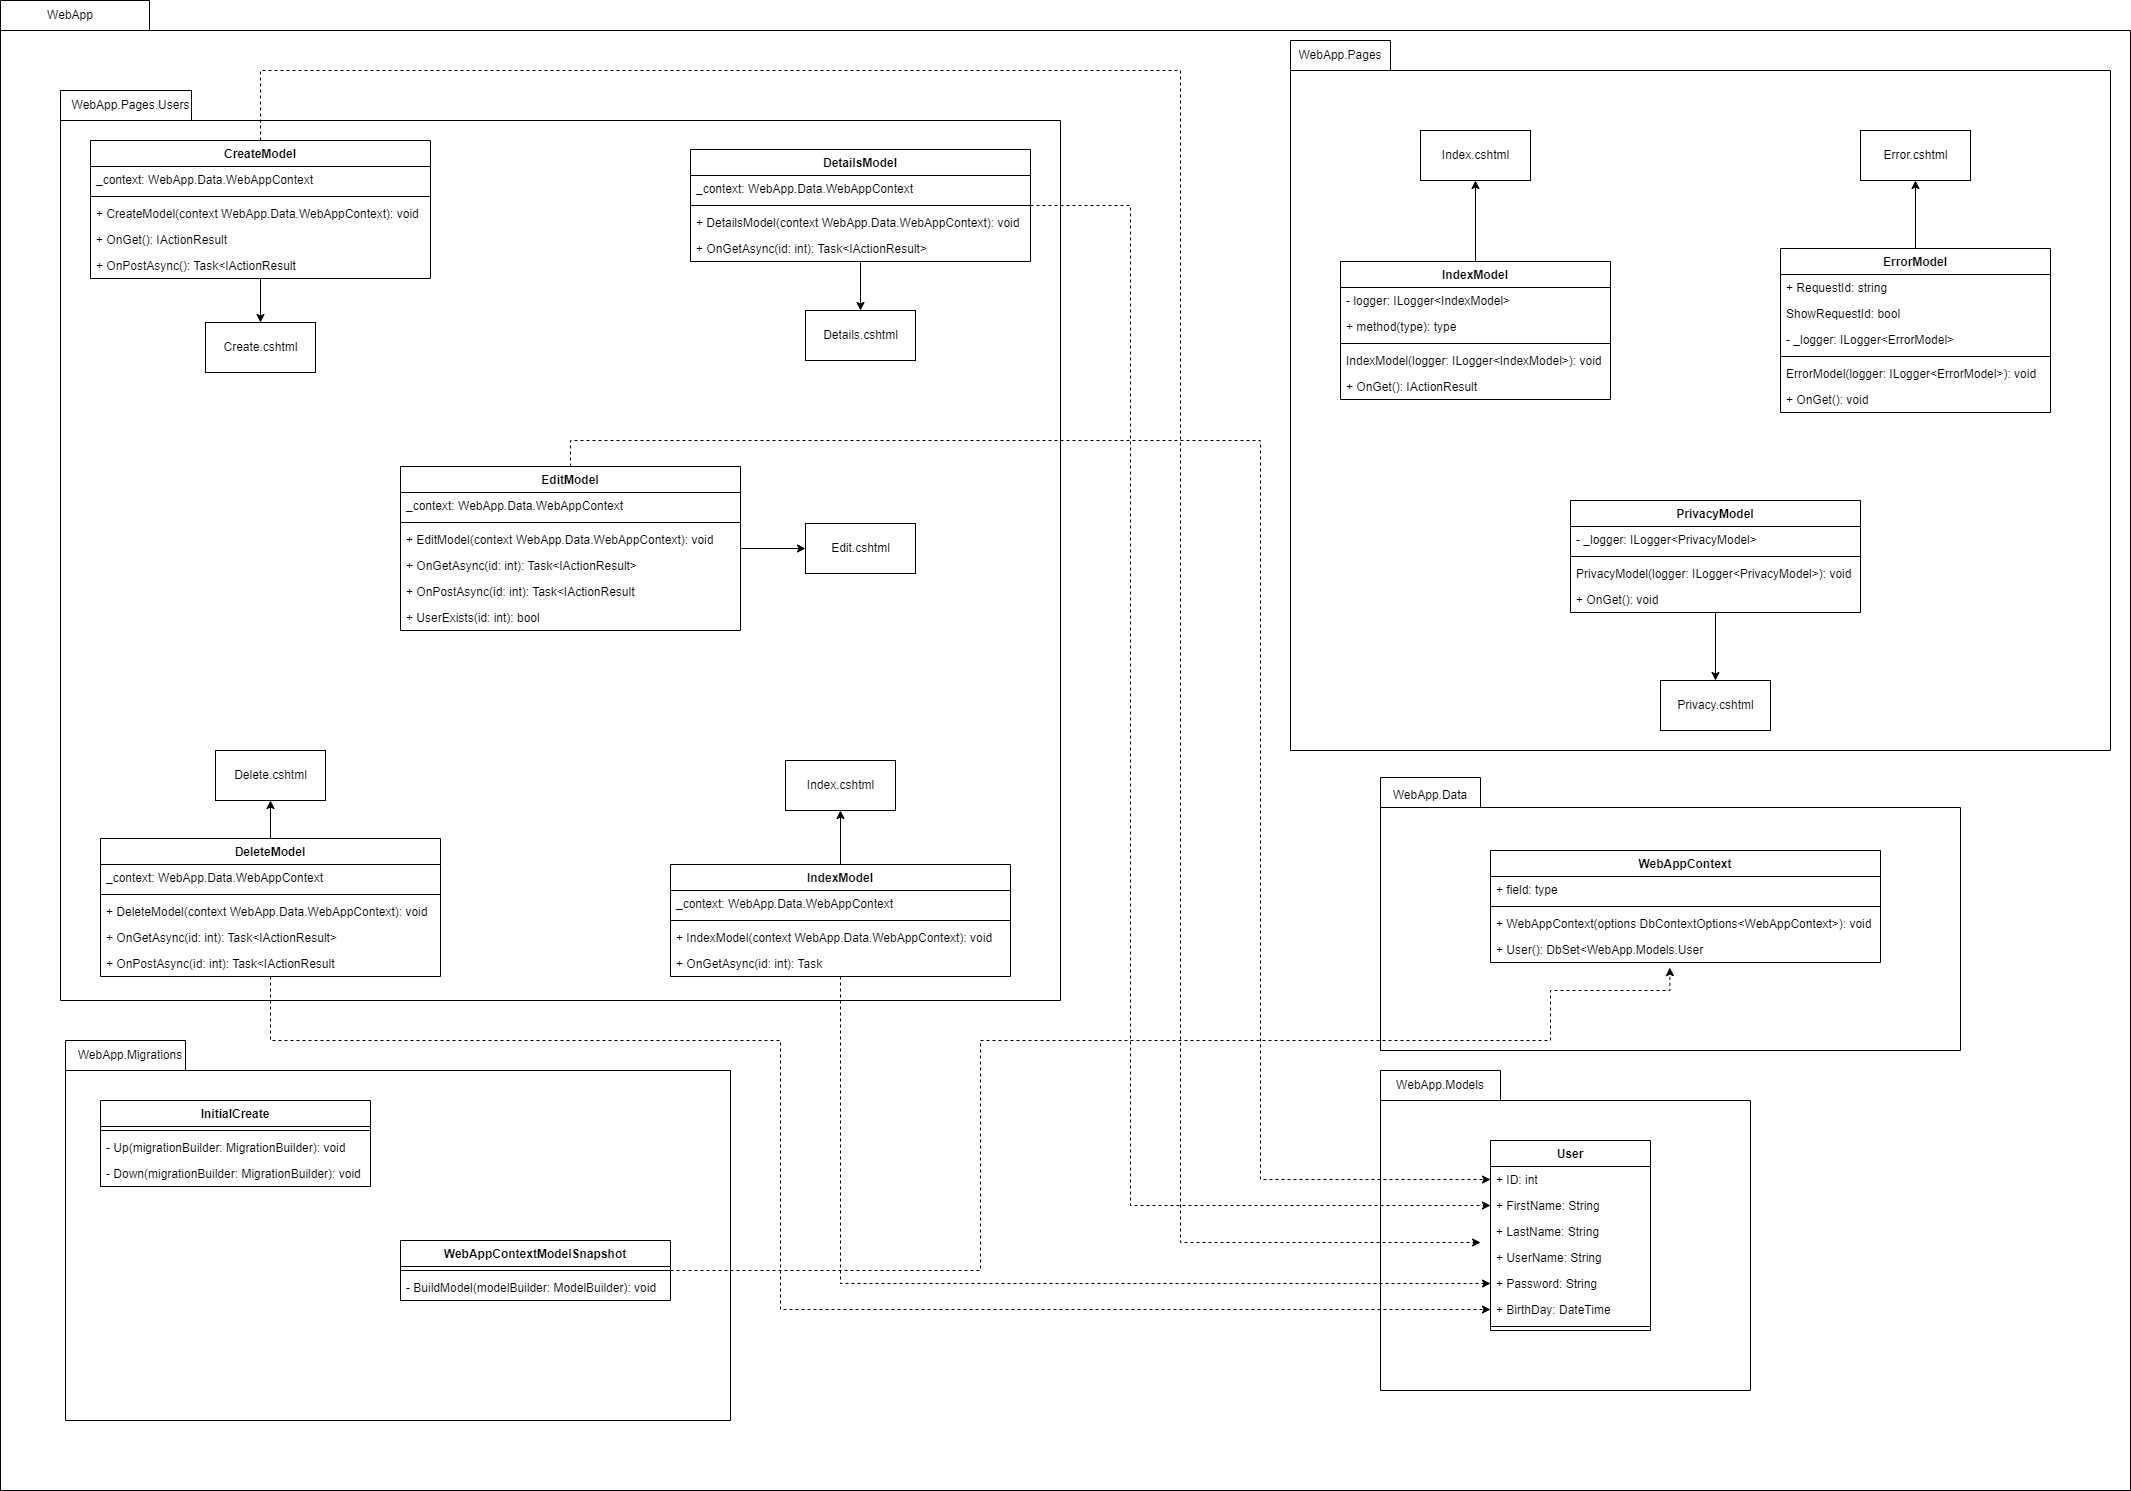 WebApp
WebApp.Pages.Users
CreateModel
_context: WebApp.Data.WebAppContext
+ CreateModel(context WebApp.Data.WebAppContext): void
+ OnGet(): IActionResult
+ OnPostAsync(): Task<IActionResult
Create.cshtml
DetailsModel
_context: WebApp.Data.WebAppContext
+ DetailsModel(context WebApp.Data.WebAppContext): void
+ OnGetAsync(id: int): Task<IActionResult>
Details.cshtml
EditModel
_context: WebApp.Data.WebAppContext
+ EditModel(context WebApp.Data.WebAppContext): void
+ OnGetAsync(id: int): Task<IActionResult>
+ OnPostAsync(id: int): Task<IActionResult
+ UserExists(id: int): bool
Edit.cshtml
Delete.cshtml
DeleteModel
_context: WebApp.Data.WebAppContext
+ DeleteModel(context WebApp.Data.WebAppContext): void
+ OnGetAsync(id: int): Task<IActionResult>
+ OnPostAsync(id: int): Task<IActionResult
Index.cshtml
IndexModel
_context: WebApp.Data.WebAppContext
+ IndexModel(context WebApp.Data.WebAppContext): void
+ OnGetAsync(id: int): Task
WebApp.Pages
Index.cshtml
IndexModel
- logger: ILogger<IndexModel>
+ method(type): type
IndexModel(logger: ILogger<IndexModel>): void
+ OnGet(): IActionResult
Error.cshtml
ErrorModel
+ RequestId: string
ShowRequestId: bool
- _logger: ILogger<ErrorModel>
ErrorModel(logger: ILogger<ErrorModel>): void
+ OnGet(): void
PrivacyModel
- _logger: ILogger<PrivacyModel>
PrivacyModel(logger: ILogger<PrivacyModel>): void
+ OnGet(): void
Privacy.cshtml
WebApp.Data
WebAppContext
+ field: type
+ WebAppContext(options DbContextOptions<WebAppContext>): void
+ User(): DbSet<WebApp.Models.User
WebApp.Migrations
InitialCreate
- Up(migrationBuilder: MigrationBuilder): void
- Down(migrationBuilder: MigrationBuilder): void
WebAppContextModelSnapshot
- BuildModel(modelBuilder: ModelBuilder): void
WebApp.Models
User
+ ID: int
+ FirstName: String
+ LastName: String
+ UserName: String
+ Password: String
+ BirthDay: DateTime